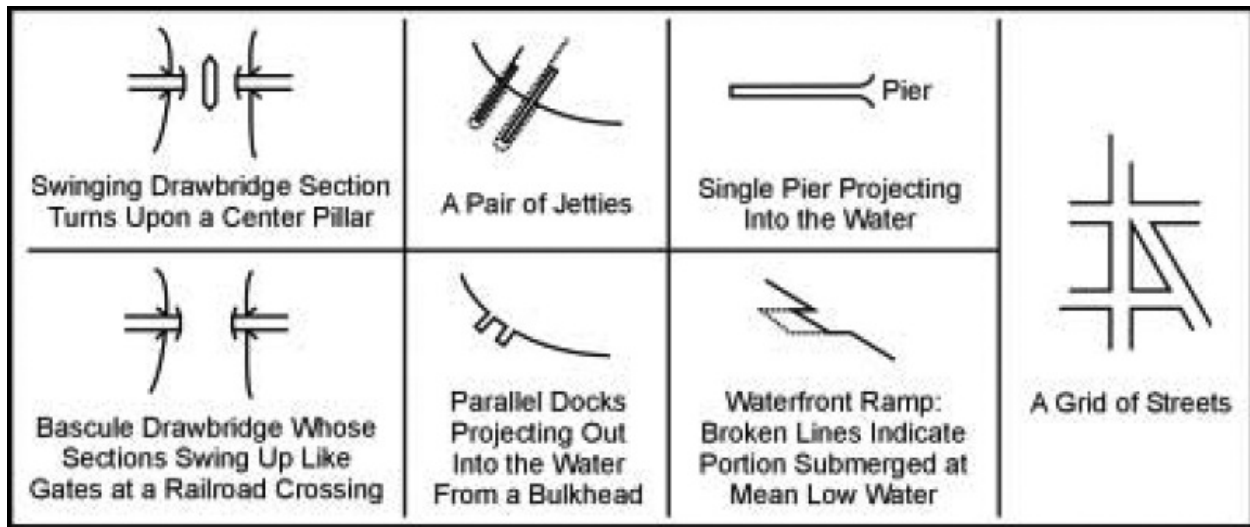 Swinging Drawbridge Section
Turns Upon a Center Pillar
A Pair of Jetties
Pier
Single Pier Projecting
Into the Water
Bascule Drawbridge Whose
Sections Swing Up Like
Gates at a Railroad Crossing
Parallel Docks
Projecting Out
Into the Water
From a Bulkhead
Waterfront Ramp:
Broken Lines Indicate
Portion Submerged at
Mean Low Water
A Grid of Streets